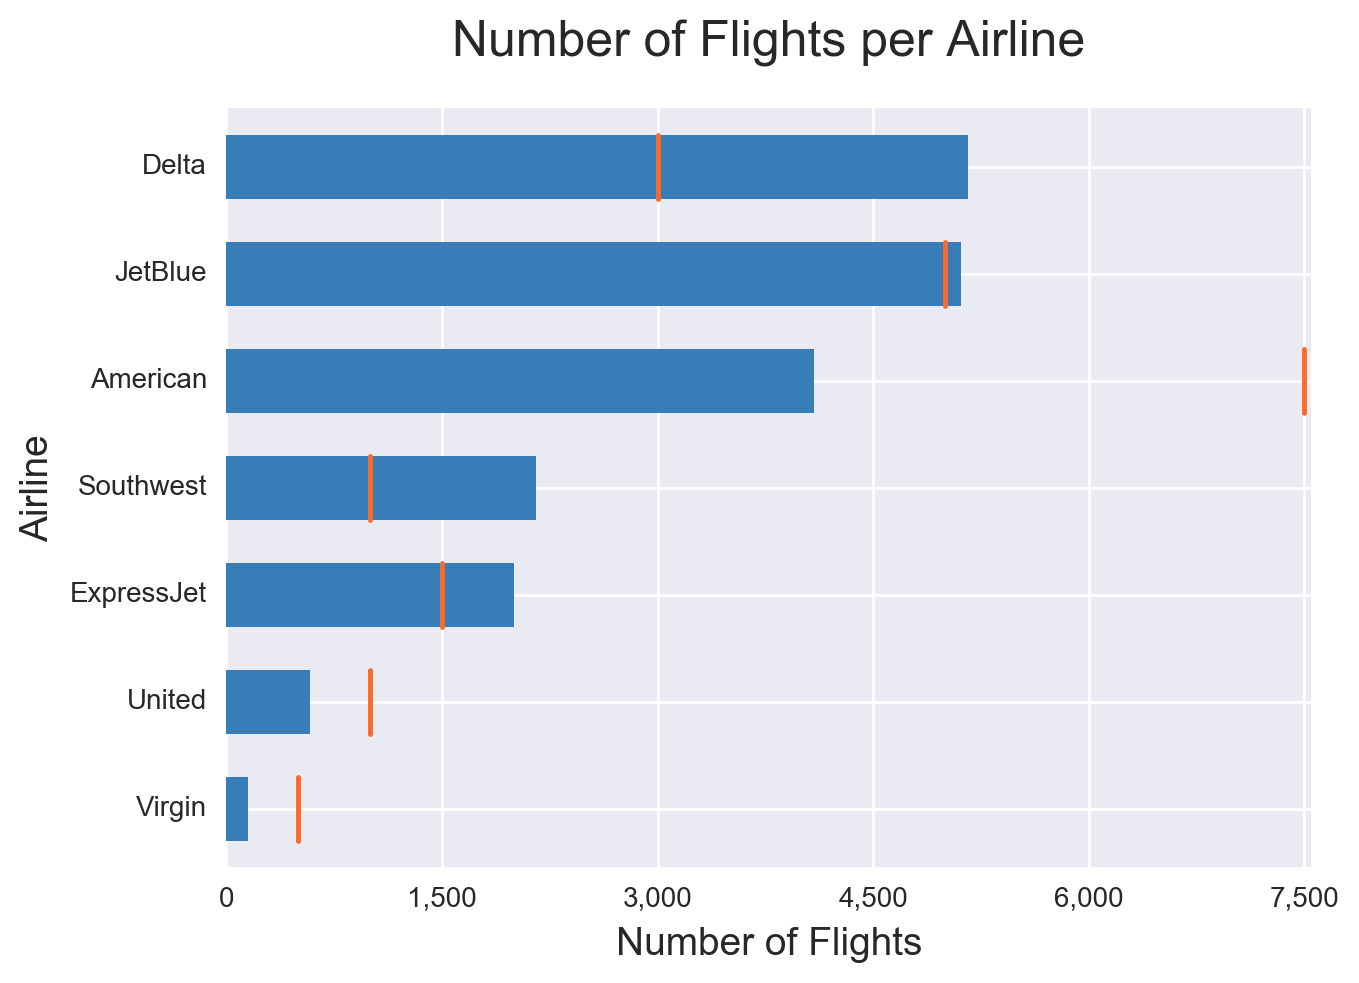 Number of Flights per Airline
Delta
JetBlue
American
Southwest
ExpressJet
United
Virgin
Airline
0 1,500 3,000 4,500 6,000 7,500
Number of Flights